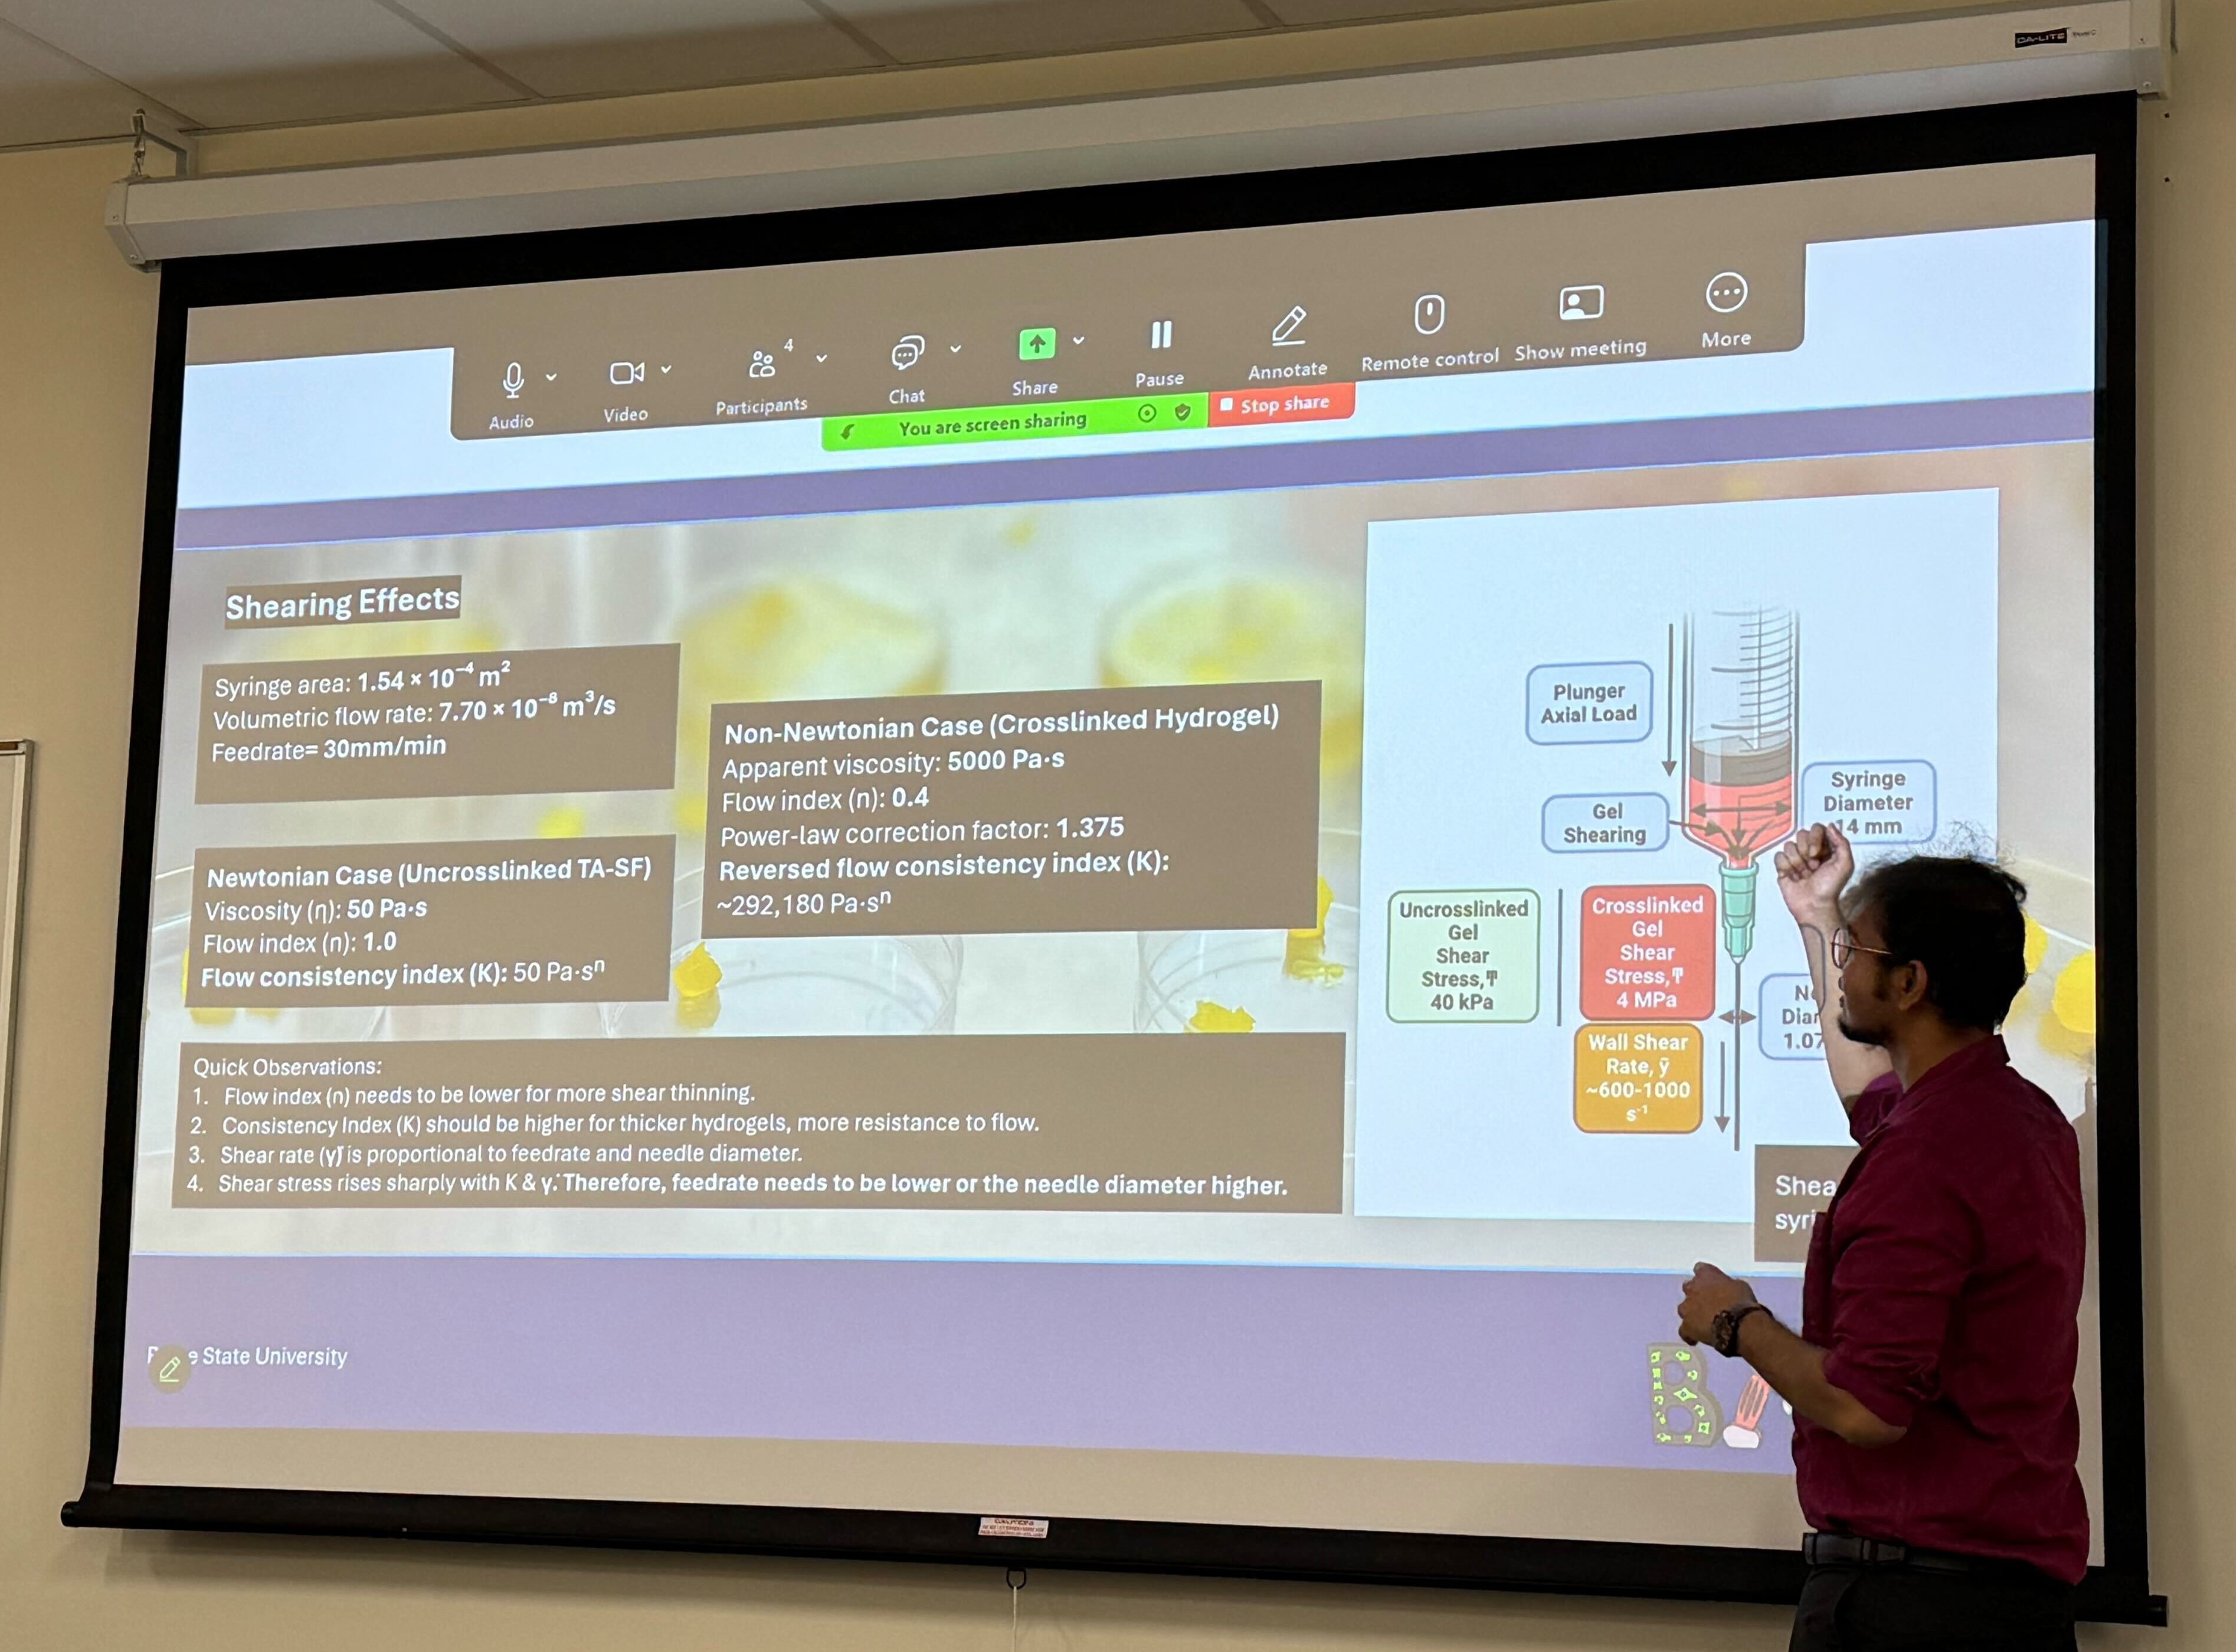 DA-LITE
Audio
Video
Participants
4
Chat
Share
Pause
Annotate
Remote control
Show meeting
More
You are screen sharing
Stop share
Shearing Effects
Syringe area: 1.54 × 10⁻⁴ m²
Volumetric flow rate: 7.70 × 10⁻⁸ m³/s
Feedrate= 30mm/min
Newtonian Case (Uncrosslinked TA-SF)
Viscosity (η): 50 Pa·s
Flow index (n): 1.0
Flow consistency index (K): 50 Pa·sⁿ
Non-Newtonian Case (Crosslinked Hydrogel)
Apparent viscosity: 5000 Pa·s
Flow index (n): 0.4
Power-law correction factor: 1.375
Reversed flow consistency index (K):
~292,180 Pa·sⁿ
Quick Observations:
1. Flow index (n) needs to be lower for more shear thinning.
2. Consistency Index (K) should be higher for thicker hydrogels, more resistance to flow.
3. Shear rate (γ̇) is proportional to feedrate and needle diameter.
4. Shear stress rises sharply with K & γ̇. Therefore, feedrate needs to be lower or the needle diameter higher.
Plunger
Axial Load
Gel
Shearing
Syringe
Diameter
14 mm
Uncrosslinked
Gel
Shear
Stress,
40 kPa
Crosslinked
Gel
Shear
Stress,
4 MPa
Wall Shear
Rate, γ̄
~600-1000
s⁻¹
1.07
State University
B